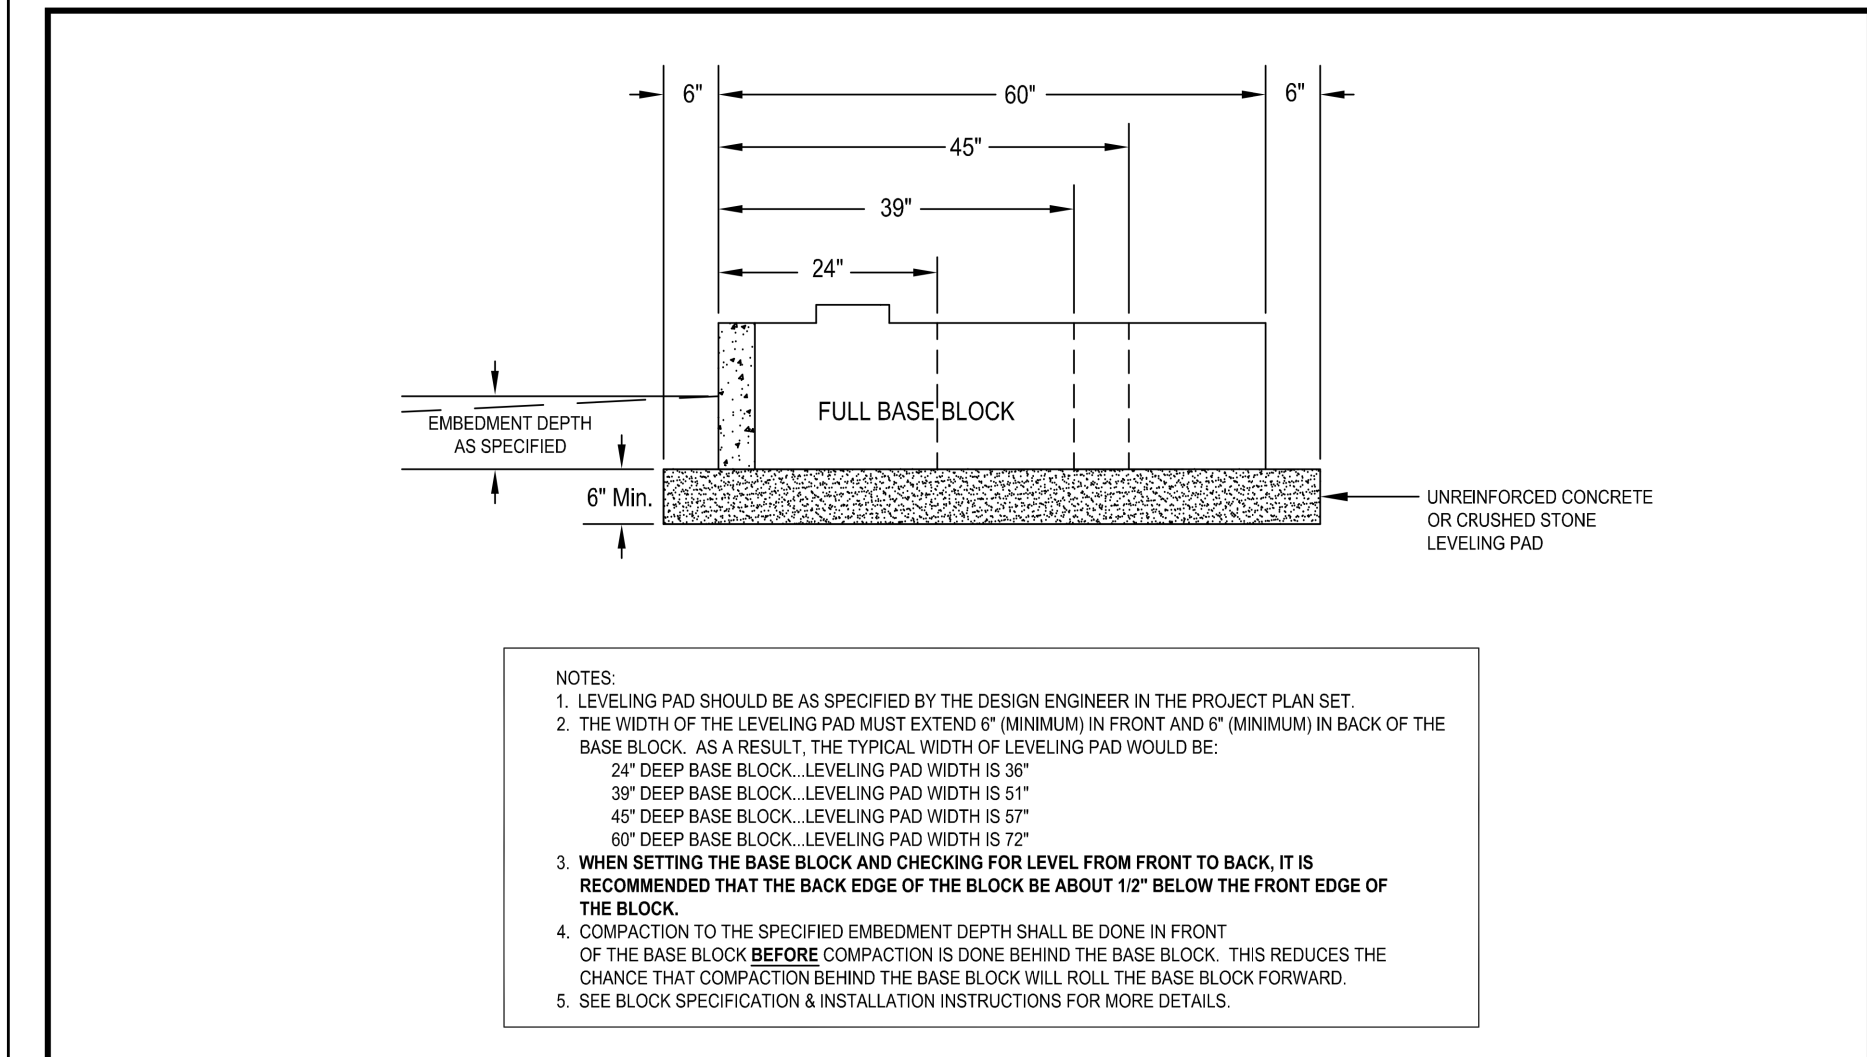 6" 60" 6"
45"
39"
24"
FULL BASE BLOCK
EMBEDMENT DEPTH
AS SPECIFIED
6" Min.
UNREINFORCED CONCRETE
OR CRUSHED STONE
LEVELING PAD
NOTES:
1. LEVELING PAD SHOULD BE AS SPECIFIED BY THE DESIGN ENGINEER IN THE PROJECT PLAN SET.
2. THE WIDTH OF THE LEVELING PAD MUST EXTEND 6" (MINIMUM) IN FRONT AND 6" (MINIMUM) IN BACK OF THE
BASE BLOCK. AS A RESULT, THE TYPICAL WIDTH OF LEVELING PAD WOULD BE:
24" DEEP BASE BLOCK...LEVELING PAD WIDTH IS 36"
39" DEEP BASE BLOCK...LEVELING PAD WIDTH IS 51"
45" DEEP BASE BLOCK...LEVELING PAD WIDTH IS 57"
60" DEEP BASE BLOCK...LEVELING PAD WIDTH IS 72"
3. WHEN SETTING THE BASE BLOCK AND CHECKING FOR LEVEL FROM FRONT TO BACK, IT IS
RECOMMENDED THAT THE BACK EDGE OF THE BLOCK BE ABOUT 1/2" BELOW THE FRONT EDGE OF
THE BLOCK.
4. COMPACTION TO THE SPECIFIED EMBEDMENT DEPTH SHALL BE DONE IN FRONT
OF THE BASE BLOCK BEFORE COMPACTION IS DONE BEHIND THE BASE BLOCK. THIS REDUCES THE
CHANCE THAT COMPACTION BEHIND THE BASE BLOCK WILL ROLL THE BASE BLOCK FORWARD.
5. SEE BLOCK SPECIFICATION & INSTALLATION INSTRUCTIONS FOR MORE DETAILS.